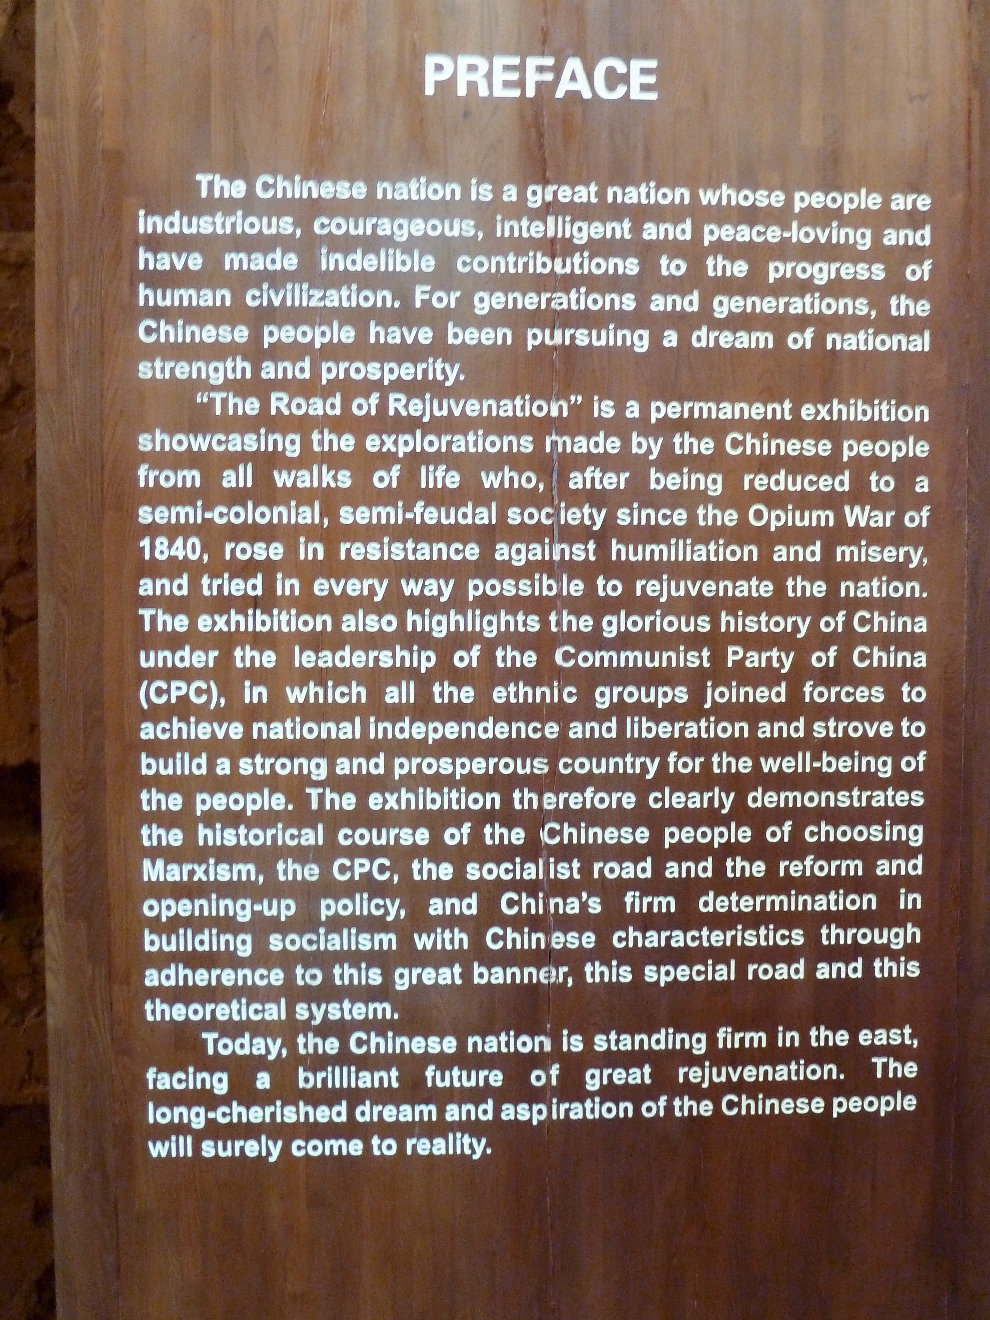 PREFACE
The Chinese nation is a great nation whose people are
industrious, courageous, intelligent and peace-loving and
have made indelible contributions to the progress of
human civilization. For generations and generations, the
Chinese people have been pursuing a dream of national
strength and prosperity.
“The Road of Rejuvenation” is a permanent exhibition
showcasing the explorations made by the Chinese people
from all walks of life who, after being reduced to a
semi-colonial, semi-feudal society since the Opium War of
1840, rose in resistance against humiliation and misery,
and tried in every way possible to rejuvenate the nation.
The exhibition also highlights the glorious history of China
under the leadership of the Communist Party of China
(CPC), in which all the ethnic groups joined forces to
achieve national independence and liberation and strove to
build a strong and prosperous country for the well-being of
the people. The exhibition therefore clearly demonstrates
the historical course of the Chinese people of choosing
Marxism, the CPC, the socialist road and the reform and
opening-up policy, and China’s firm determination in
building socialism with Chinese characteristics through
adherence to this great banner, this special road and this
theoretical system.
Today, the Chinese nation is standing firm in the east,
facing a brilliant future of great rejuvenation. The
long-cherished dream and aspiration of the Chinese people
will surely come to reality.